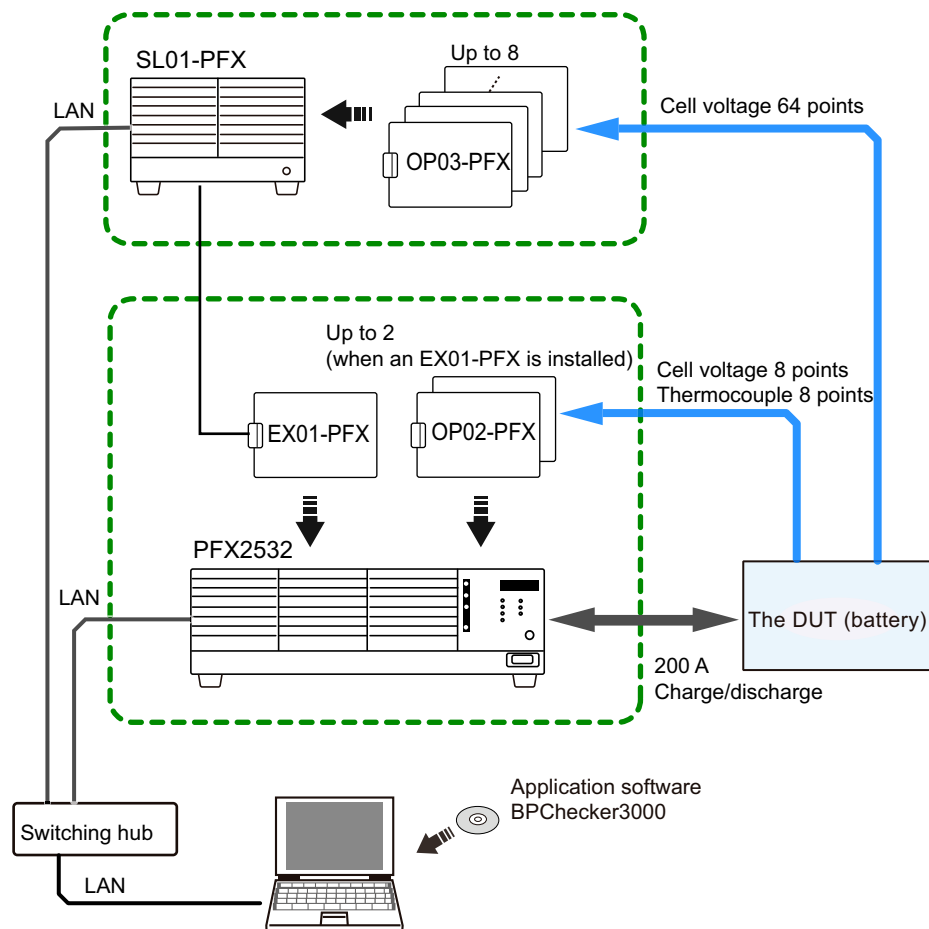 SL01-PFX
Up to 8
LAN
Cell voltage 64 points
OP03-PFX
Up to 2
(when an EX01-PFX is installed)
Cell voltage 8 points
Thermocouple 8 points
EX01-PFX
OP02-PFX
PFX2532
LAN
The DUT (battery)
200 A
Charge/discharge
Application software
BPChecker3000
Switching hub
LAN